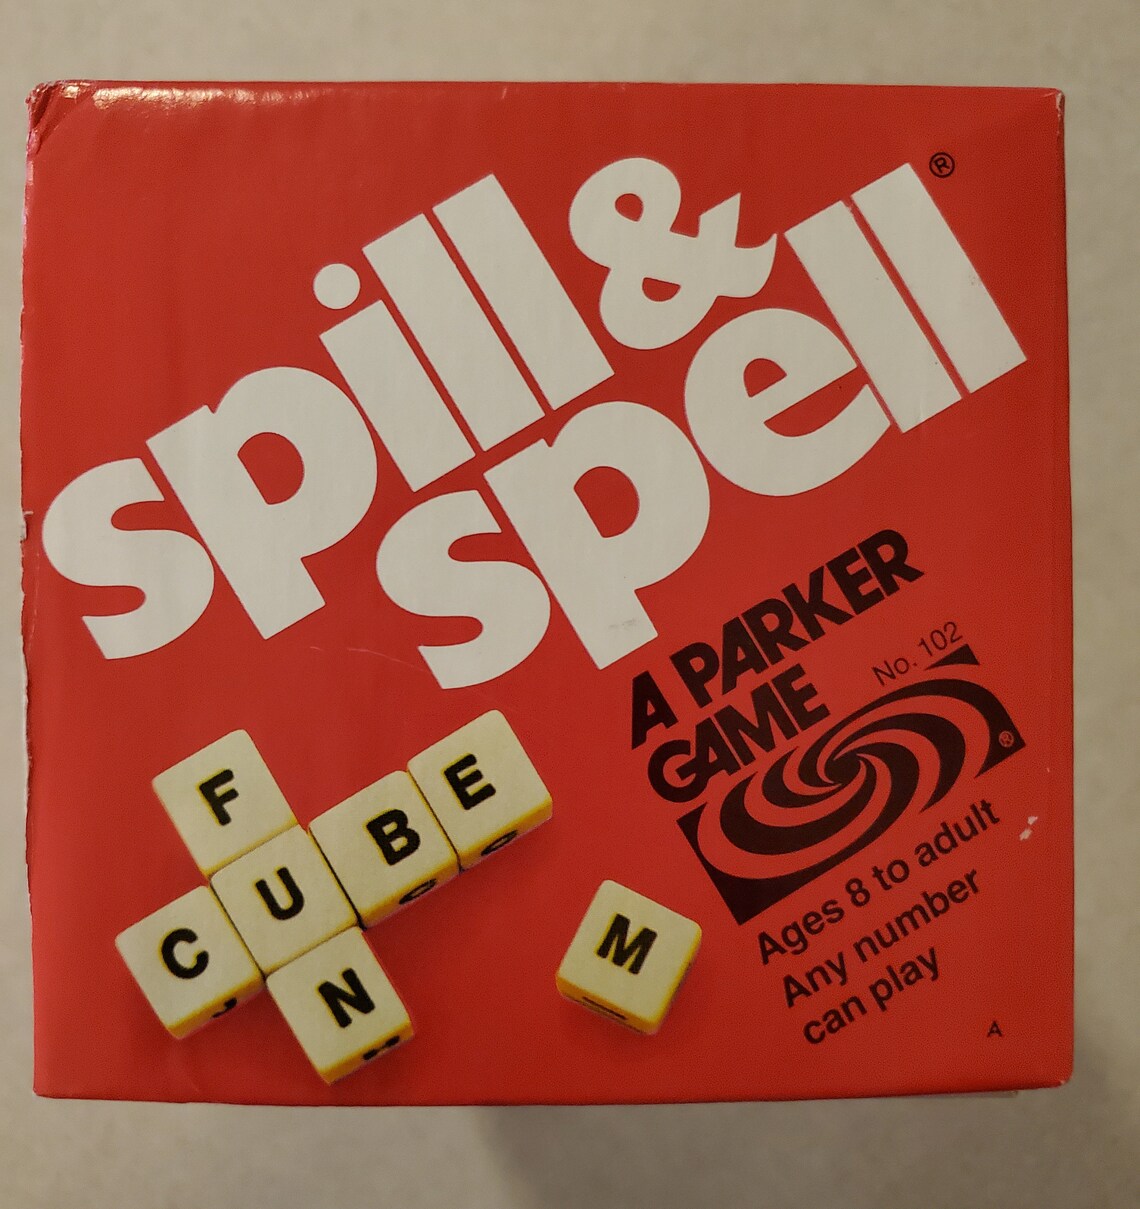 spill &
spell ®
A PARKER
GAME
No. 102
®
Ages 8 to adult
Any number
can play
A
F
CUBE
N
M